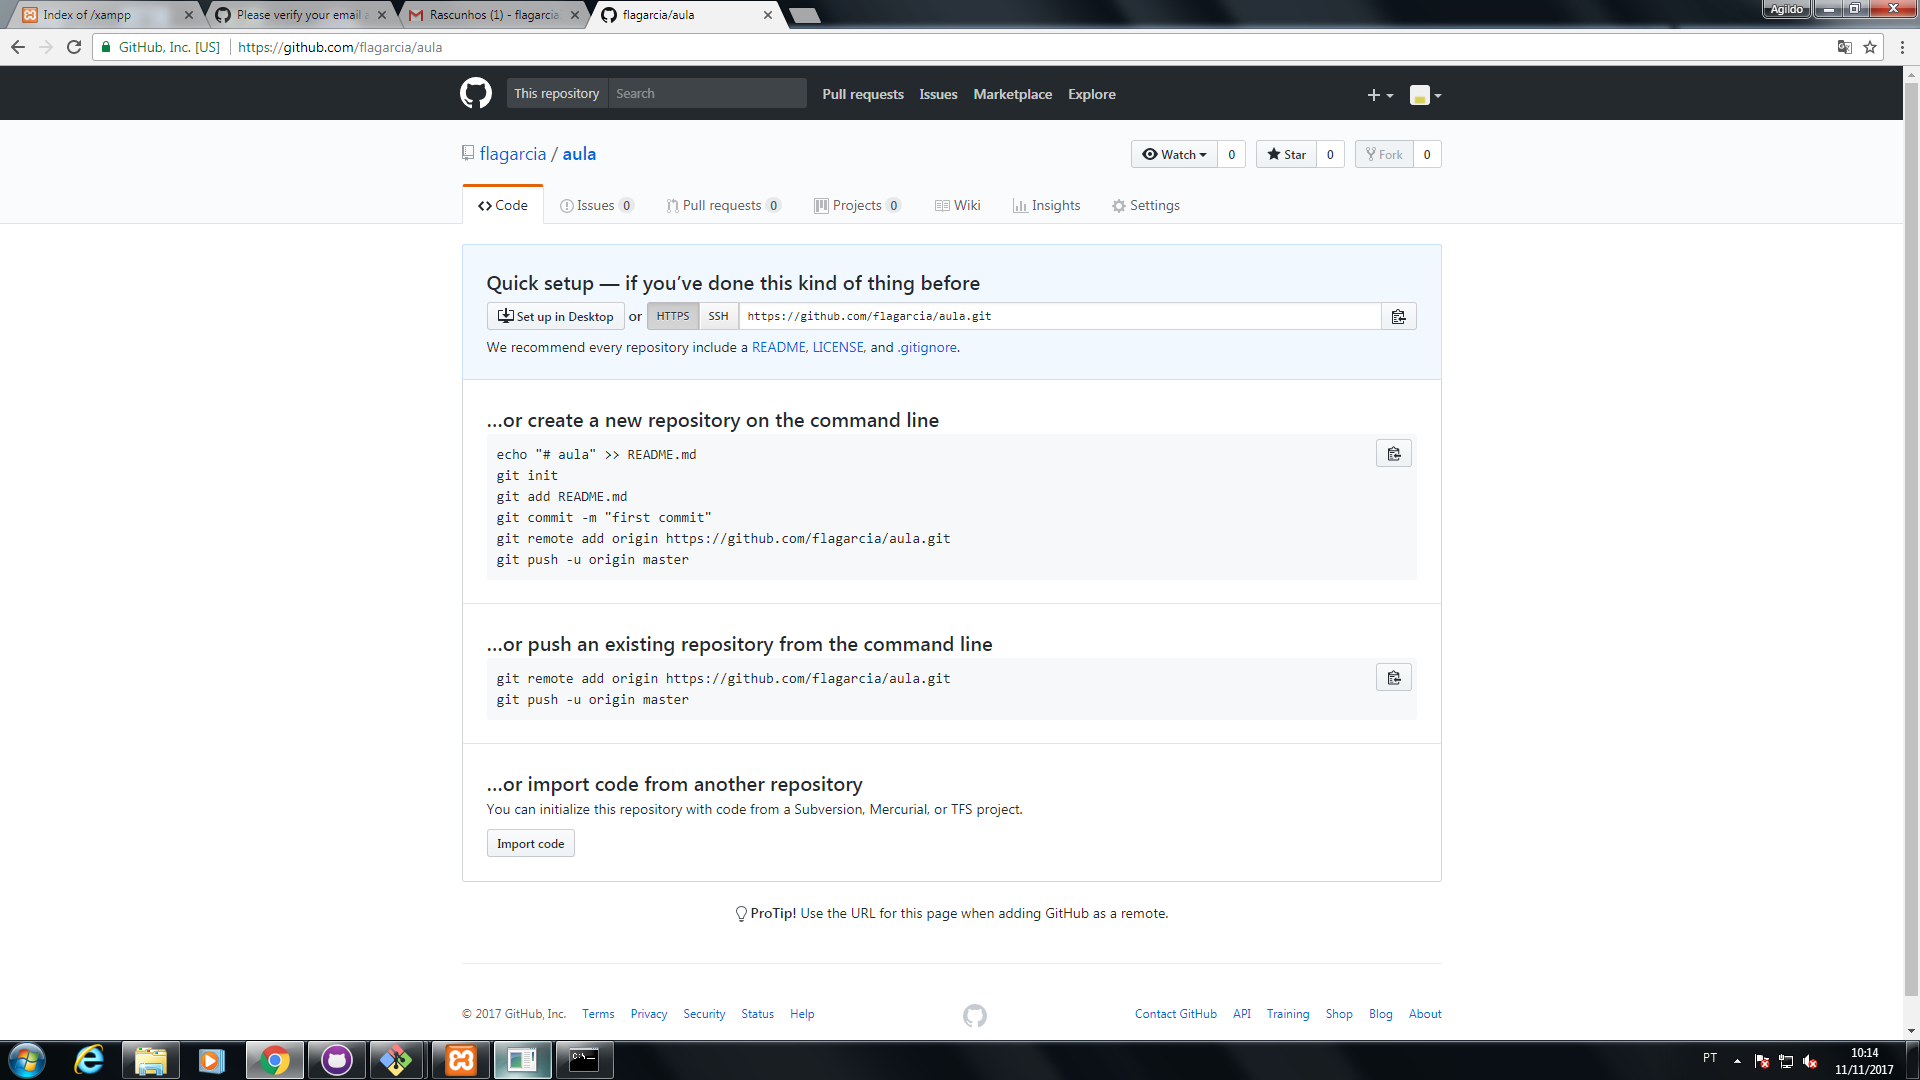 Index of /xampp
Please verify your email a
Rascunhos (1) - flagarcia
flagarcia/aula
Agildo
GitHub, Inc. [US]
https://github.com/flagarcia/aula
This repository
Search
Pull requests
Issues
Marketplace
Explore
flagarcia / aula
Watch
0
Star
0
Fork
0
Code
Issues 0
Pull requests 0
Projects 0
Wiki
Insights
Settings
Quick setup — if you’ve done this kind of thing before
Set up in Desktop
or
HTTPS
SSH
https://github.com/flagarcia/aula.git
We recommend every repository include a README, LICENSE, and .gitignore.
…or create a new repository on the command line
echo "# aula" >> README.md
git init
git add README.md
git commit -m "first commit"
git remote add origin https://github.com/flagarcia/aula.git
git push -u origin master
…or push an existing repository from the command line
git remote add origin https://github.com/flagarcia/aula.git
git push -u origin master
…or import code from another repository
You can initialize this repository with code from a Subversion, Mercurial, or TFS project.
Import code
ProTip! Use the URL for this page when adding GitHub as a remote.
© 2017 GitHub, Inc.
Terms
Privacy
Security
Status
Help
Contact GitHub
API
Training
Shop
Blog
About
C:\._
PT
10:14
11/11/2017